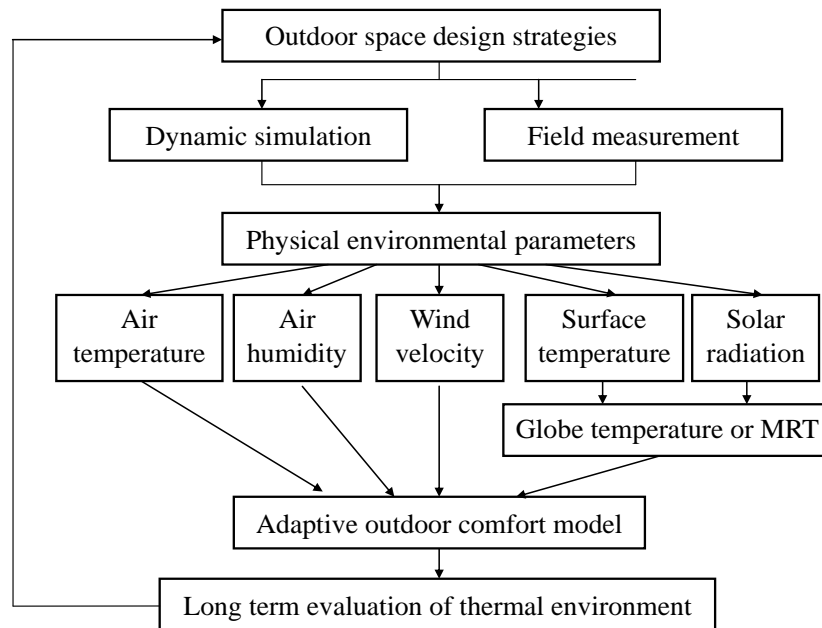 Outdoor space design strategies
Dynamic simulation
Field measurement
Physical environmental parameters
Air
temperature
Air
humidity
Wind
velocity
Surface
temperature
Solar
radiation
Globe temperature or MRT
Adaptive outdoor comfort model
Long term evaluation of thermal environment